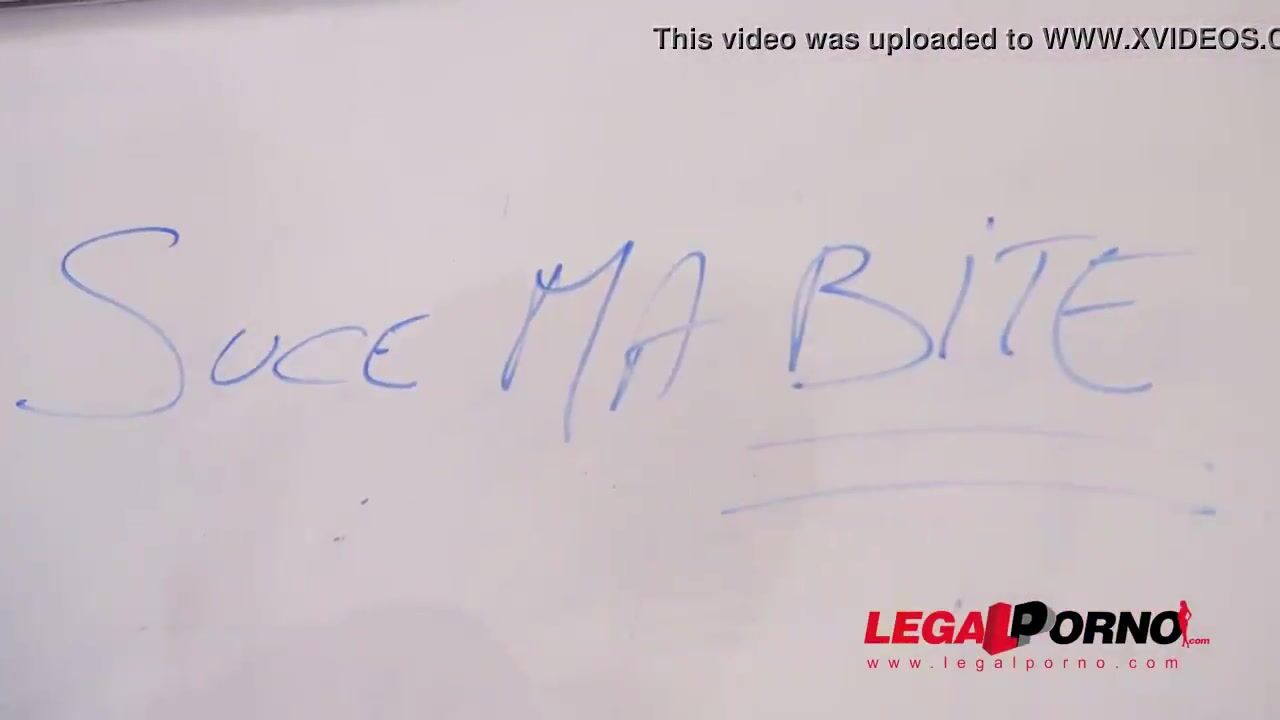 This video was uploaded to WWW.XVIDEOS.C
SUCE MA BiTE
LEGALPORNO.com
www.legalporno.com